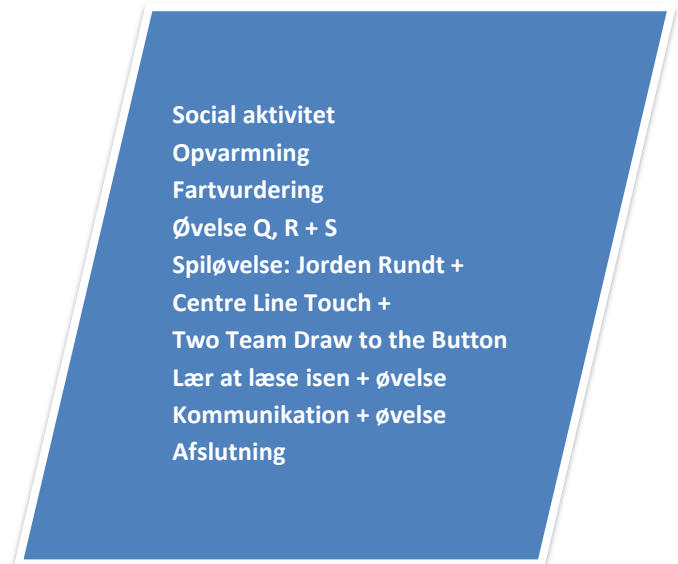 Social aktivitet
Opvarmning
Fartvurdering
Øvelse Q, R + S
Spiløvelse: Jorden Rundt +
Centre Line Touch +
Two Team Draw to the Button
Lær at læse isen + øvelse
Kommunikation + øvelse
Afslutning